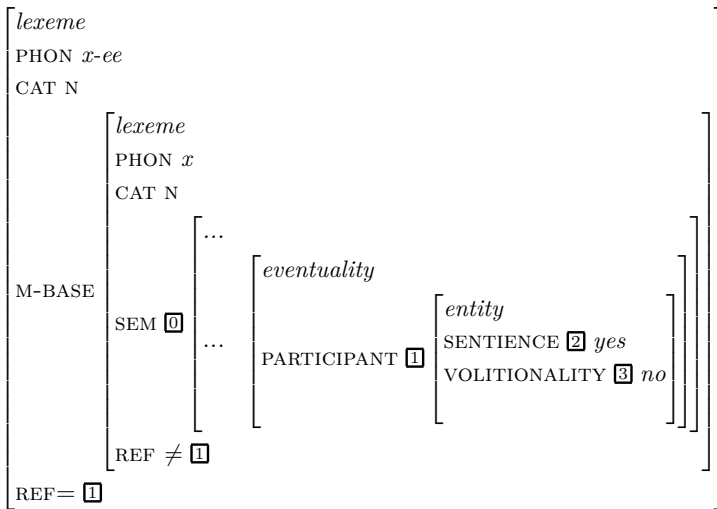 lexeme
PHON x-ee
CAT N
lexeme
PHON x
CAT N
...
eventuality
entity
M-BASE
SEM 0
SENTIENCE 2 yes
...
PARTICIPANT 1
VOLITIONALITY 3 no
REF ≠ 1
REF= 1